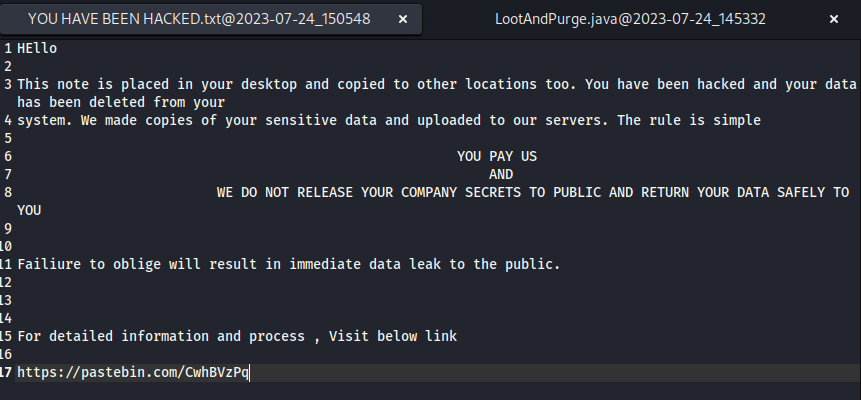 YOU HAVE BEEN HACKED.txt@2023-07-24_150548 × LootAndPurge.java@2023-07-24_145332 ×
1 HEllo
2
3 This note is placed in your desktop and copied to other locations too. You have been hacked and your data
has been deleted from your
4 system. We made copies of your sensitive data and uploaded to our servers. The rule is simple
5
6 YOU PAY US
7 AND
8 WE DO NOT RELEASE YOUR COMPANY SECRETS TO PUBLIC AND RETURN YOUR DATA SAFELY TO
YOU
9
10
11 Failiure to oblige will result in immediate data leak to the public.
12
13
14
15 For detailed information and process , Visit below link
16
17 https://pastebin.com/CwhBVzPq